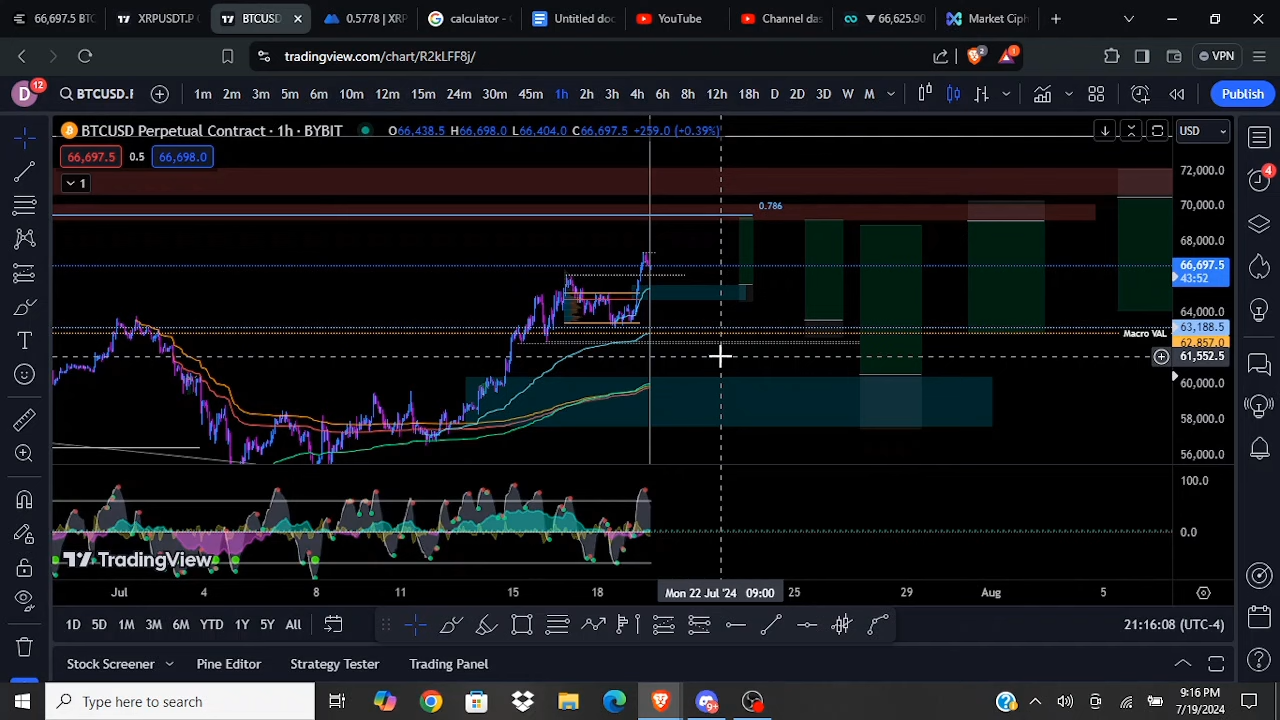 66,697.5 BTC
XRPUSDT.P
BTCUSD
0.5778 | XRP
calculator -
Untitled doc
YouTube
Channel das
▼ 66,625.90
Market Ciph
tradingview.com/chart/R2kLFF8j/
2
1
VPN
D
12
BTCUSD.P
1m 2m 3m 5m 6m 10m 12m 15m 24m 30m 45m 1h 2h 3h 4h 6h 8h 12h 18h D 2D 3D W M
Publish
BTCUSD Perpetual Contract · 1h · BYBIT
O66,438.5 H66,698.0 L66,404.0 C66,697.5 +259.0 (+0.39%)
USD
66,697.5
0.5
66,698.0
1
4
72,000.0
0.786
70,000.0
68,000.0
66,697.5
43:52
64,000.0
63,188.5
Macro VAL
62,857.0
61,552.5
60,000.0
58,000.0
56,000.0
100.0
0.0
TradingView
Jul
8
11
15
18
Mon 22 Jul '24 09:00
25
29
Aug
5
1D 5D 1M 3M 6M YTD 1Y 5Y All
21:16:08 (UTC-4)
Stock Screener
Pine Editor
Strategy Tester
Trading Panel
Type here to search
9+
3:16 PM
7/19/2024